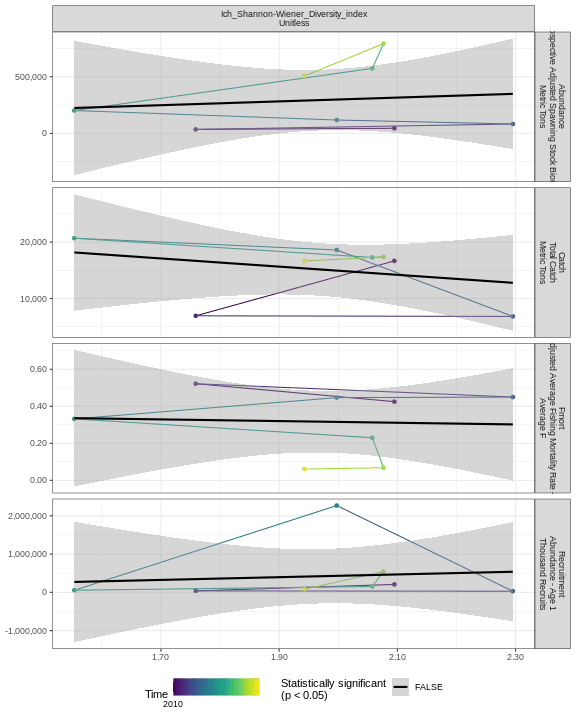 Ich_Shannon-Wiener_Diversity_index
Unitless
500,000
0
Abundance
Adjusted Spawning Stock
Metric Tons
20,000
10,000
Catch
Total Catch
Metric Tons
0.60
0.40
0.20
0.00
Fmort
Average Fishing Mortality Rate -
Average F
2,000,000
1,000,000
0
-1,000,000
Recruitment
Abundance - Age 1
Thousand Recruits
1.70
1.90
2.10
2.30
Time
2010
Statistically significant
(p < 0.05)
FALSE